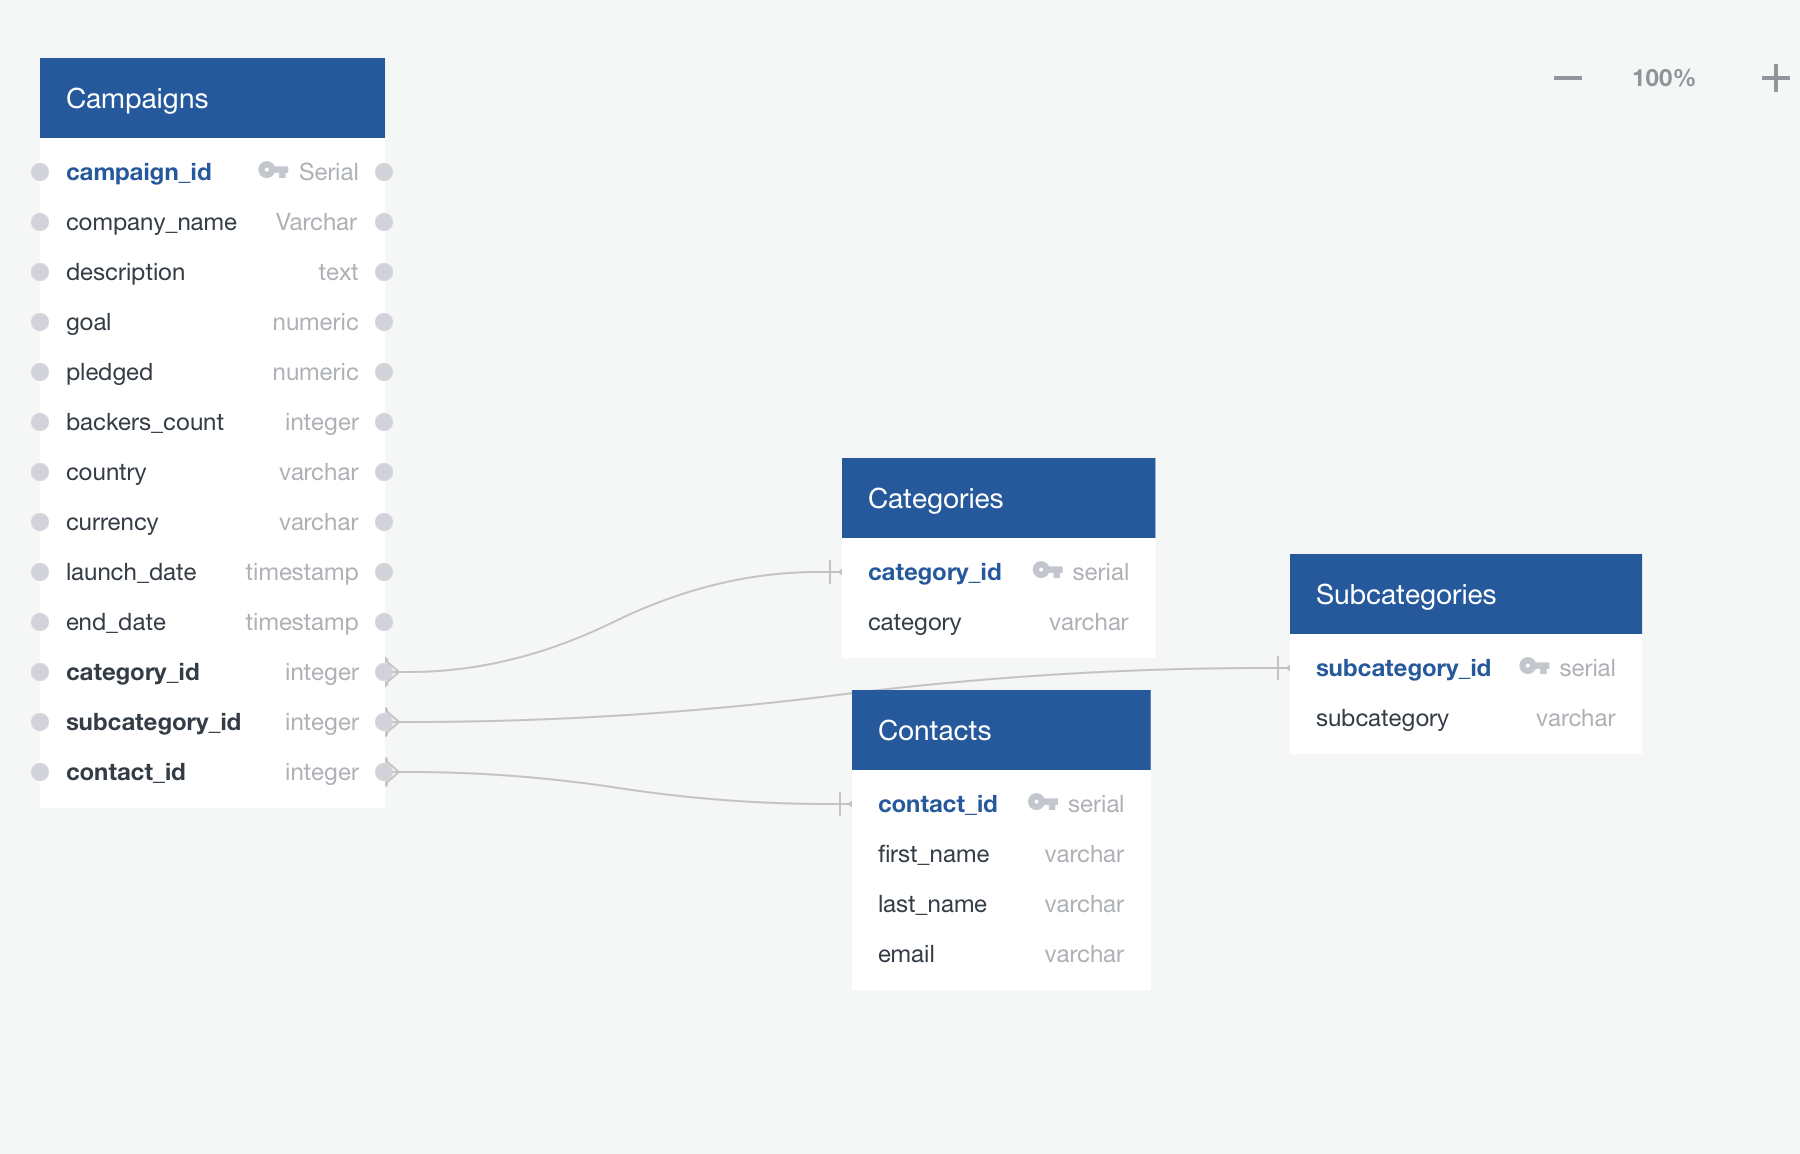 100%
Campaigns
campaign_id Serial
company_name Varchar
description text
goal numeric
pledged numeric
backers_count integer
country varchar
currency varchar
launch_date timestamp
end_date timestamp
category_id integer
subcategory_id integer
contact_id integer
Categories
category_id serial
category varchar
Contacts
contact_id serial
first_name varchar
last_name varchar
email varchar
Subcategories
subcategory_id serial
subcategory varchar